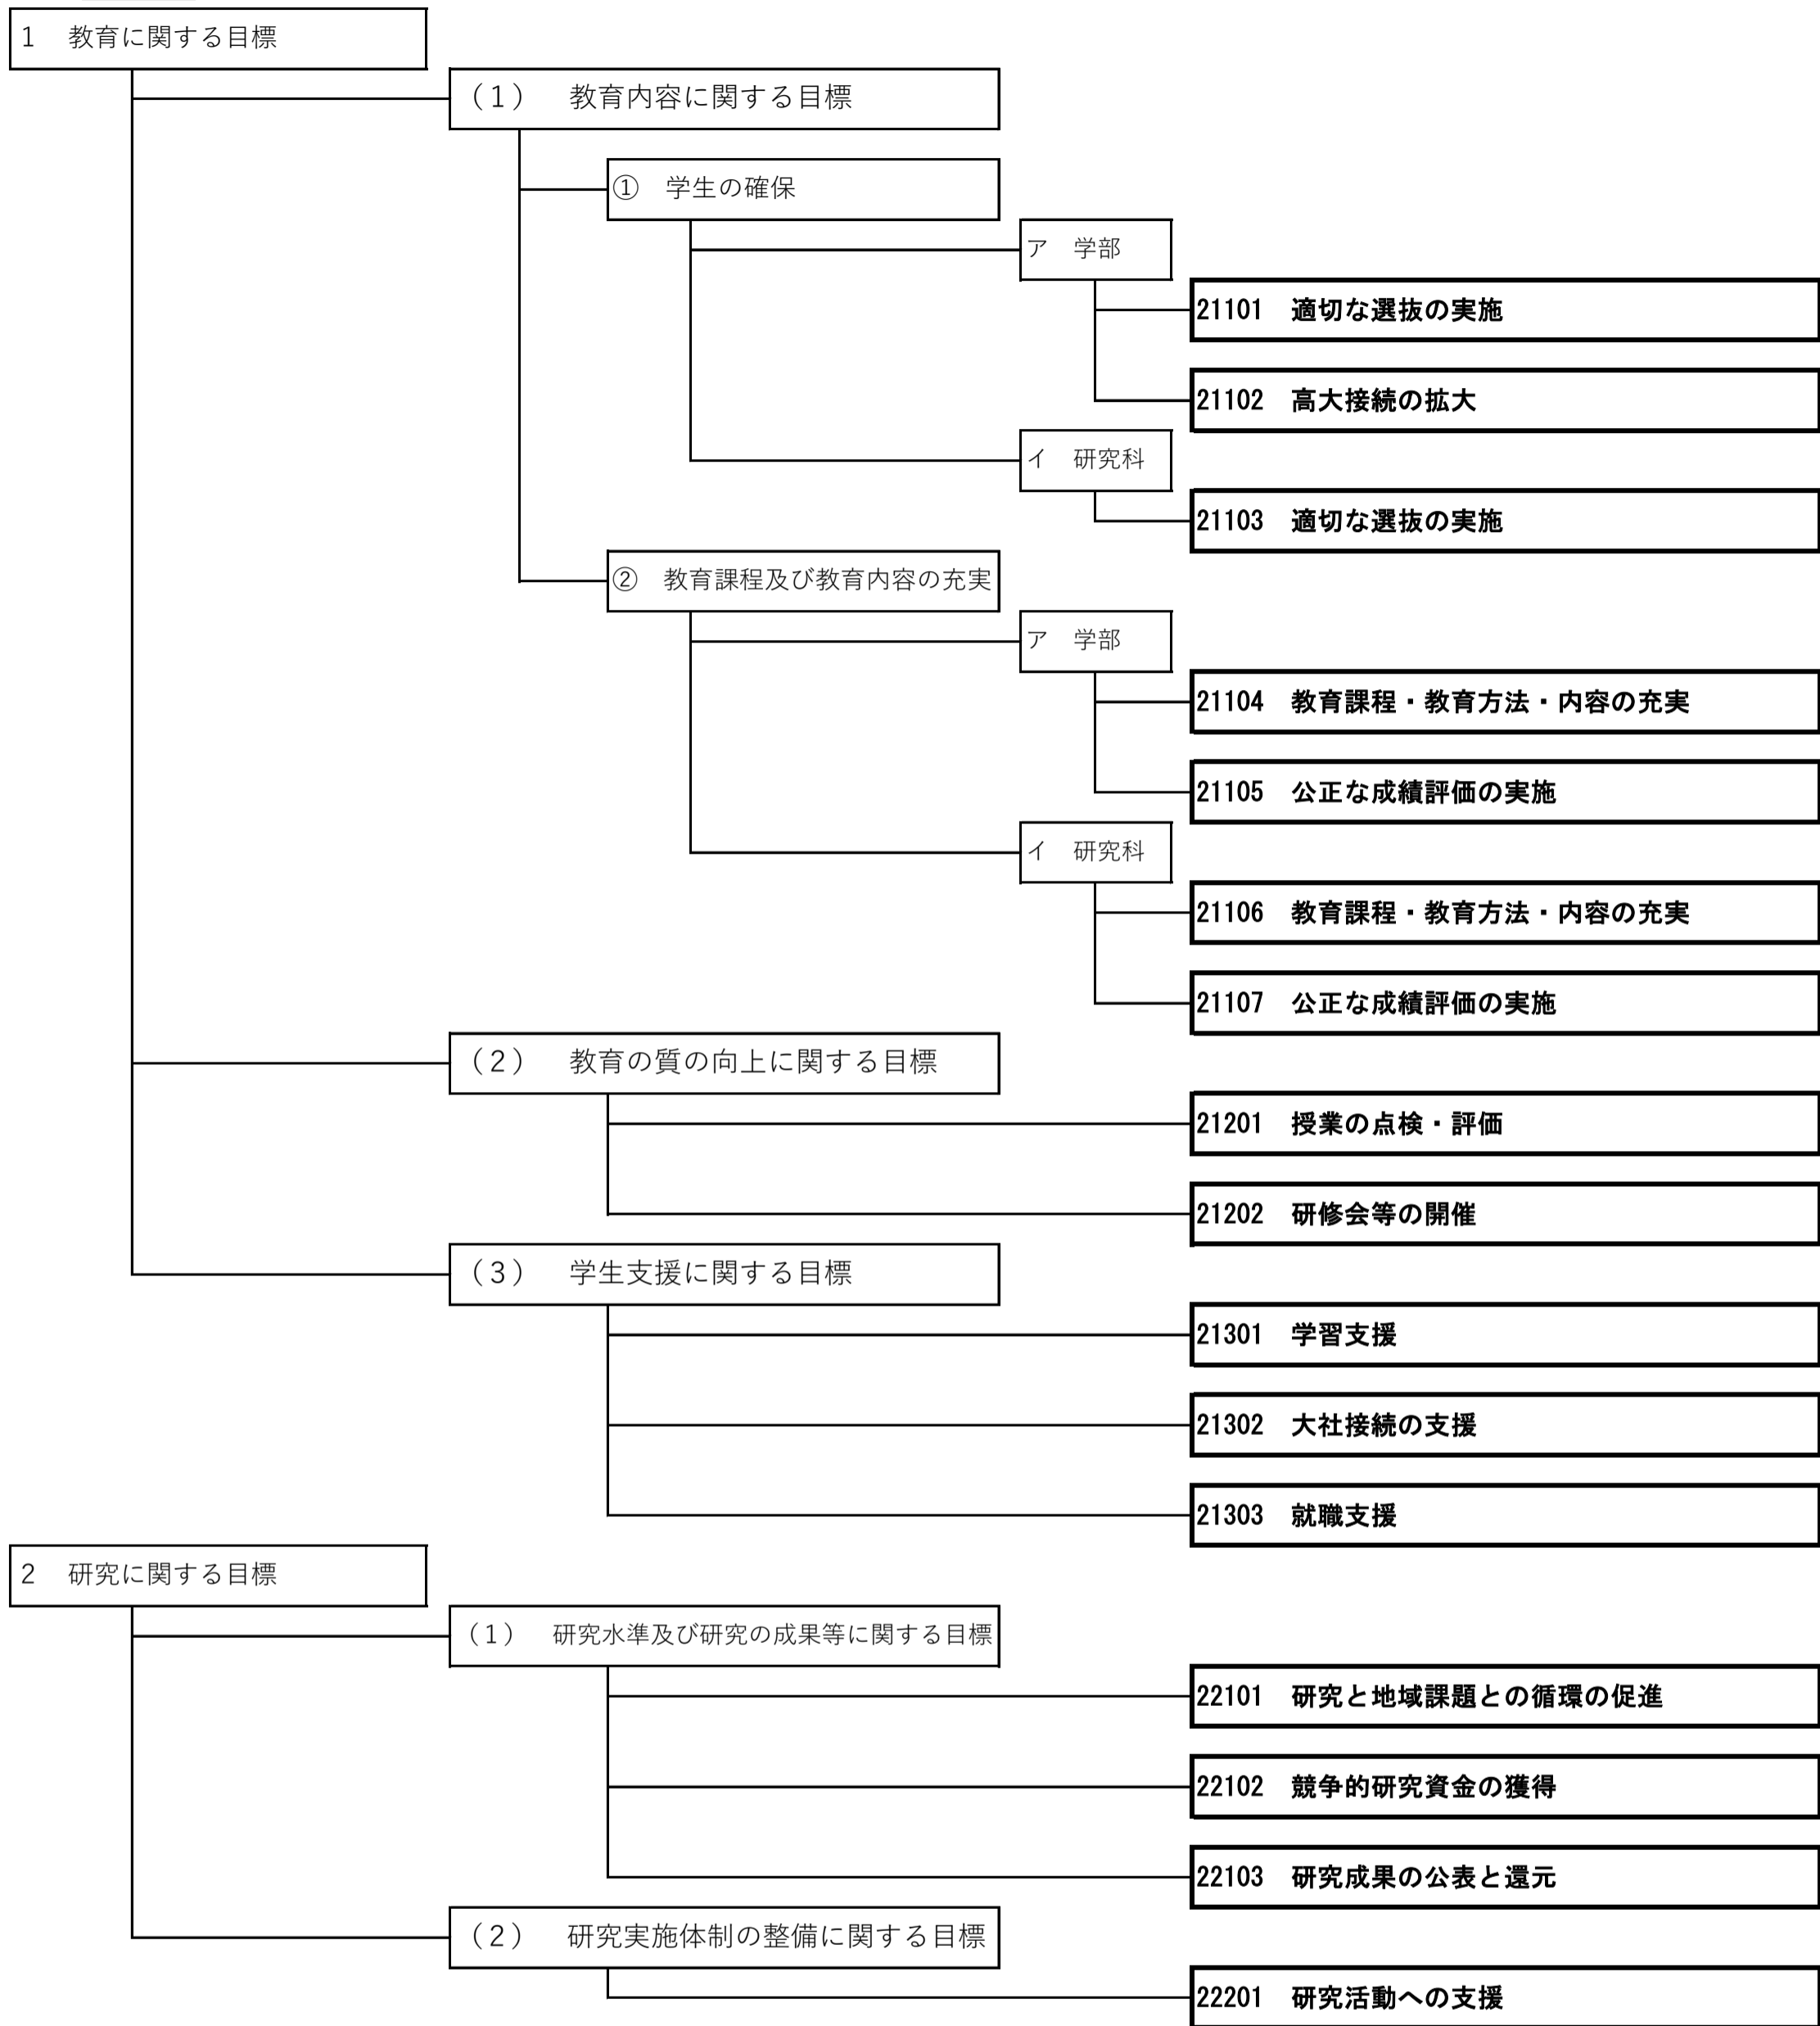 1　教育に関する目標
（1）　教育内容に関する目標
①　学生の確保
ア　学部
21101　適切な選抜の実施
21102　高大接続の拡大
イ　研究科
21103　適切な選抜の実施
②　教育課程及び教育内容の充実
ア　学部
21104　教育課程・教育方法・内容の充実
21105　公正な成績評価の実施
イ　研究科
21106　教育課程・教育方法・内容の充実
21107　公正な成績評価の実施
（2）　教育の質の向上に関する目標
21201　授業の点検・評価
21202　研修会等の開催
（3）　学生支援に関する目標
21301　学習支援
21302　大社接続の支援
21303　就職支援
2　研究に関する目標
（1）　研究水準及び研究の成果等に関する目標
22101　研究と地域課題との循環の促進
22102　競争的研究資金の獲得
22103　研究成果の公表と還元
（2）　研究実施体制の整備に関する目標
22201　研究活動への支援